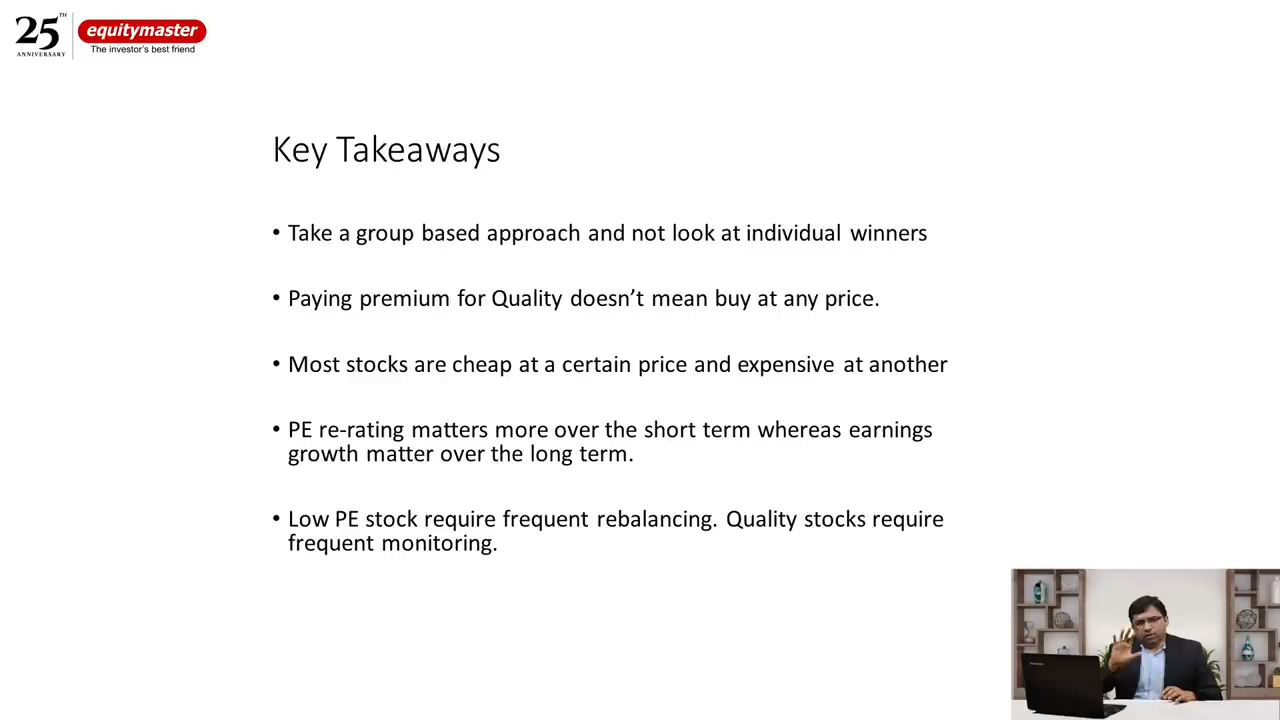 25TH
ANNIVERSARY
equitymaster
The investor's best friend
Key Takeaways
• Take a group based approach and not look at individual winners
• Paying premium for Quality doesn't mean buy at any price.
• Most stocks are cheap at a certain price and expensive at another
• PE re-rating matters more over the short term whereas earnings
growth matter over the long term.
• Low PE stock require frequent rebalancing. Quality stocks require
frequent monitoring.